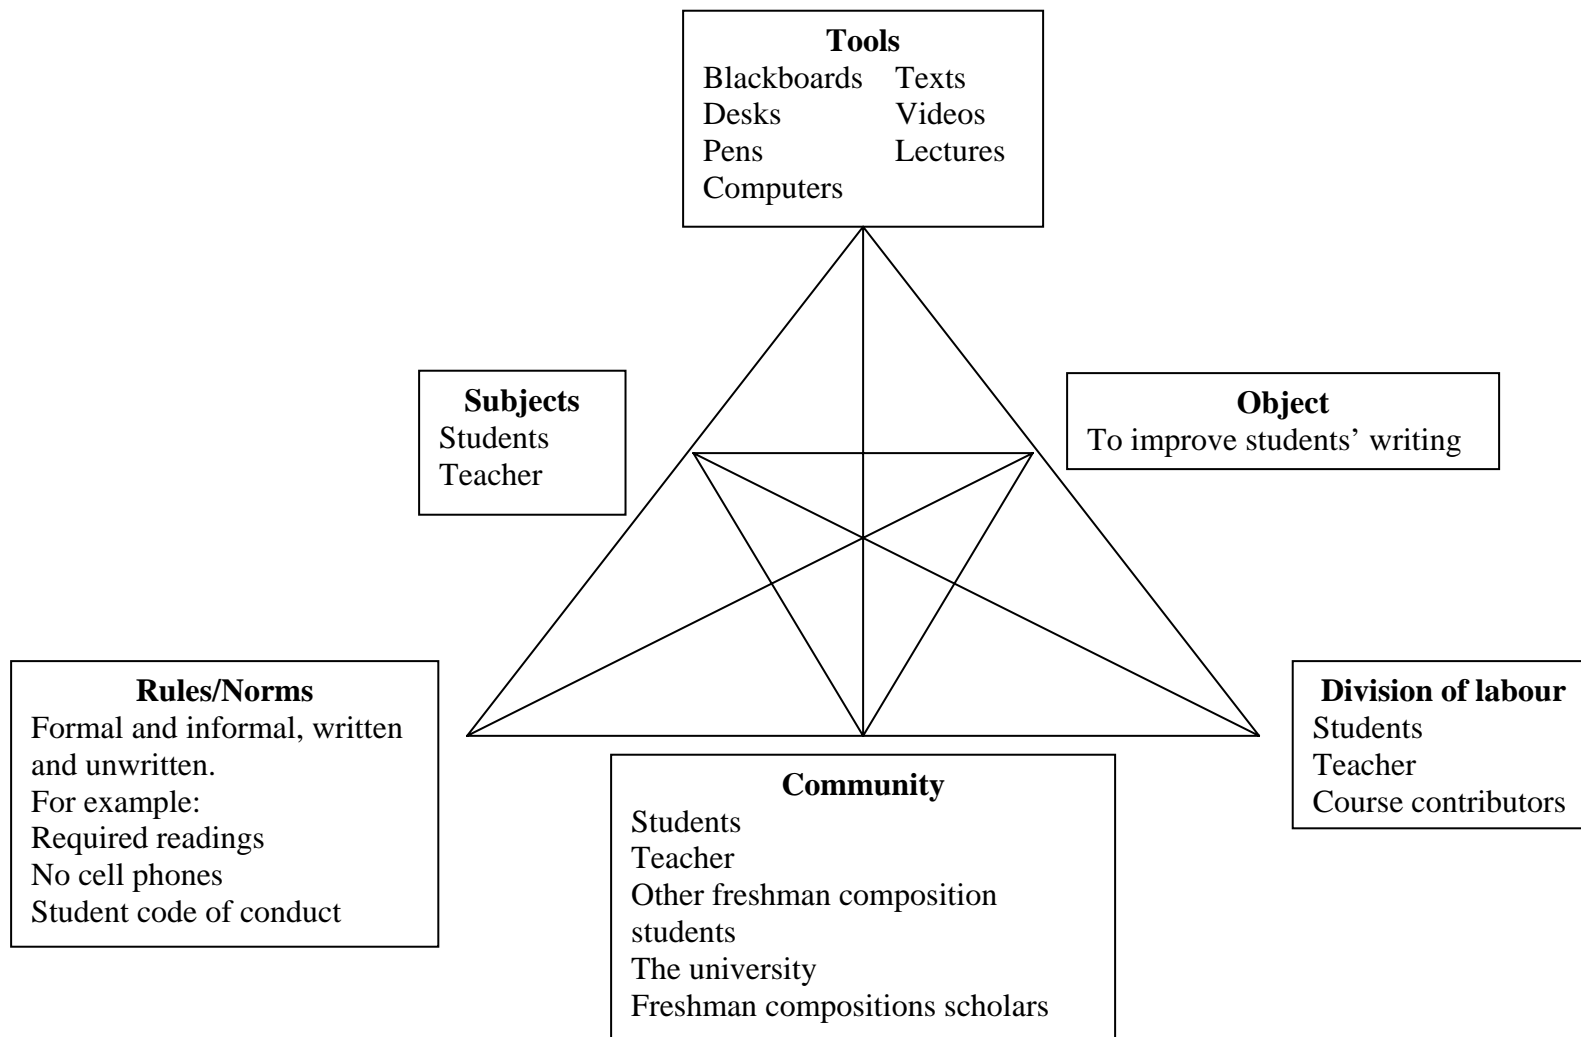 Tools
Blackboards Texts
Desks Videos
Pens Lectures
Computers
Subjects
Students
Teacher
Object
To improve students’ writing
Rules/Norms
Formal and informal, written
and unwritten.
For example:
Required readings
No cell phones
Student code of conduct
Community
Students
Teacher
Other freshman composition
students
The university
Freshman compositions scholars
Division of labour
Students
Teacher
Course contributors